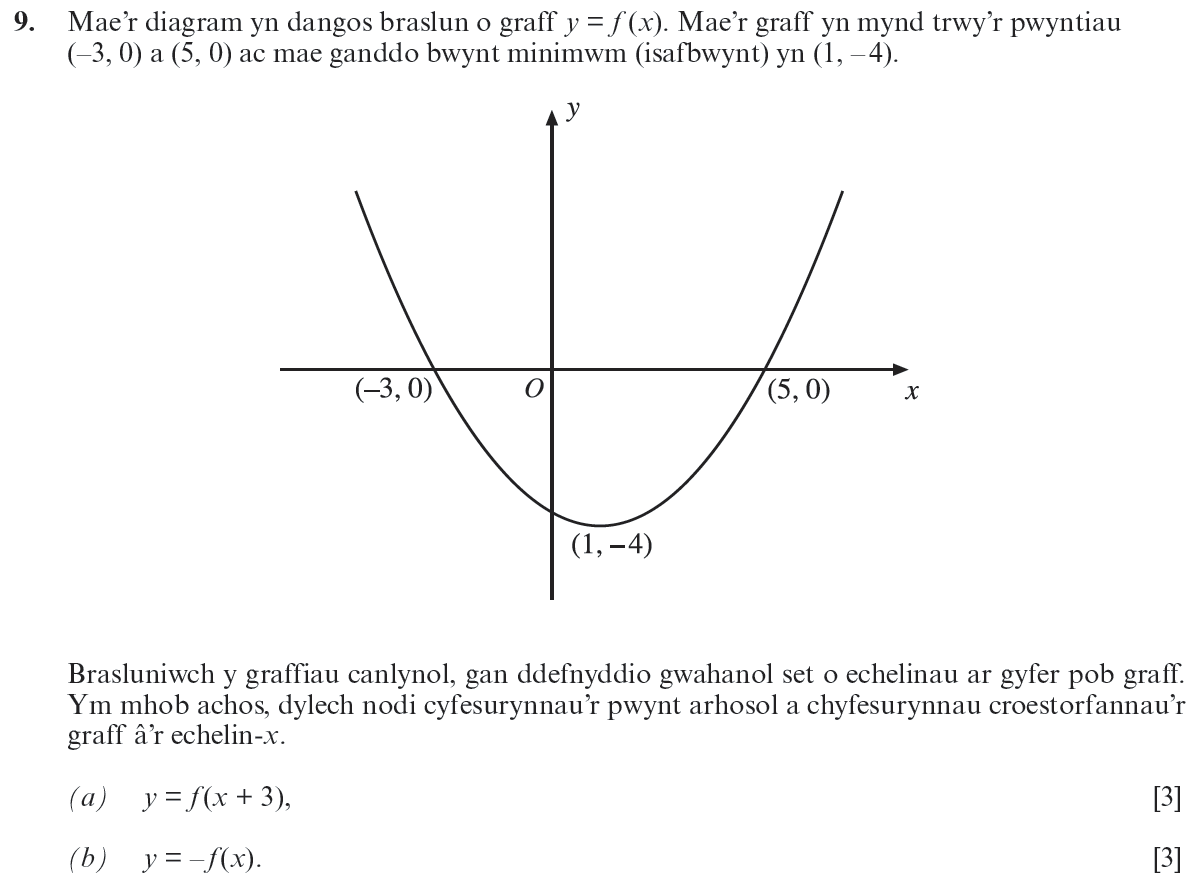 9. Mae'r diagram yn dangos braslun o graff y = f(x). Mae'r graff yn mynd trwy'r pwyntiau
(–3, 0) a (5, 0) ac mae ganddo bwynt minimwm (isafbwynt) yn (1, –4).
y
(–3, 0)
O
(5, 0)
x
(1, –4)
Brasluniwch y graffiau canlynol, gan ddefnyddio gwahanol set o echelinau ar gyfer pob graff.
Ym mhob achos, dylech nodi cyfesurynnau'r pwynt arhosol a chyfesurynnau croestorfannau'r
graff â'r echelin-x.
(a) y = f(x + 3), [3]
(b) y = –f(x). [3]